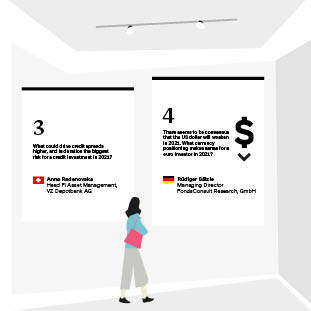 3
What could drive credit spreads
higher, and is duration the biggest
risk for a credit investment in 2021?
Anna Radenovska
Head FI Asset Management,
VZ Depotbank AG
4
There seems to be consensus
that the US dollar will weaken
in 2021. What currency
positioning makes sense for a
euro investor in 2021?
$
Rüdiger Sälzle
Managing Director
FondsConsult Research, GmbH